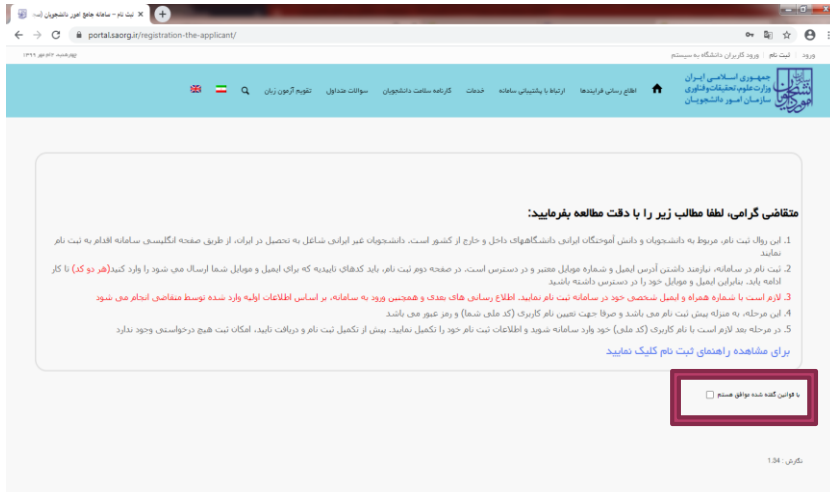 ثبت نام – سامانه جامع امور دانشجویان
portal.saorg.ir/registration-the-applicant/
ورود ثبت نام ورود کاربران دانشگاه به سیستم
جمهوری اسـلامـی ایـران
وزارت علوم، تحقیقات و فناوری
سازمـان امـور دانشجویـان
اطلاع رسانی فرایندها ارتباط با پشتیبانی سامانه خدمات کارنامه سلامت دانشجویان سوالات متداول تقویم آزمون زبان
متقاضی گرامی، لطفا مطالب زیر را با دقت مطالعه بفرمایید:
1. این روال ثبت نام، مربوط به دانشجویان و دانش آموختگان ایرانی دانشگاههای داخل و خارج از کشور است. دانشجویان غیر ایرانی شاغل به تحصیل در ایران، از طریق صفحه انگلیسی سامانه اقدام به ثبت نام
نمایند
2. ثبت نام در سامانه، نیازمند داشتن آدرس ایمیل و شماره موبایل معتبر و در دسترس است. در صفحه دوم ثبت نام، باید کدهای تاییدیه که برای ایمیل و موبایل شما ارسال می شود را وارد کنید(هر دو کد) تا کار
ادامه یابد. بنابراین ایمیل و موبایل خود را در دسترس داشته باشید
3. لازم است با شماره همراه و ایمیل شخصی خود در سامانه ثبت نام نمایید. اطلاع رسانی های بعدی و همچنین ورود به سامانه، بر اساس اطلاعات اولیه وارد شده توسط متقاضی انجام می شود
4. این مرحله، به منزله پیش ثبت نام می باشد و صرفا جهت تعیین نام کاربری (کد ملی شما) و رمز عبور می باشد
5. در مرحله بعد لازم است با نام کاربری (کد ملی) خود وارد سامانه شوید و اطلاعات ثبت نام خود را تکمیل نمایید. پیش از تکمیل ثبت نام و دریافت تایید، امکان ثبت هیچ درخواستی وجود ندارد
برای مشاهده راهنمای ثبت نام کلیک نمایید
با قوانین گفته شده موافق هستم
نگارش : 1.34